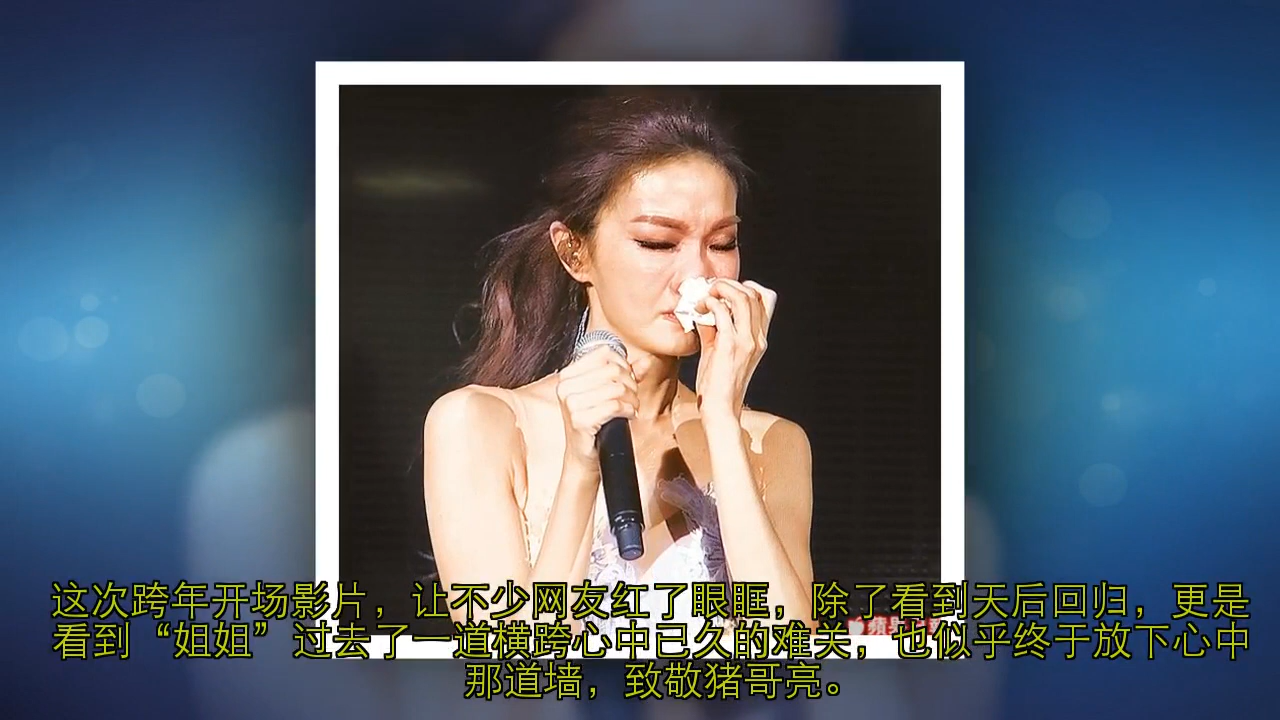 这次跨年开场影片，让不少网友红了眼眶，除了看到天后回归，更是
看到“姐姐”过去了一道横跨心中已久的难关，也似乎终于放下心中
那道墙，致敬猪哥亮。